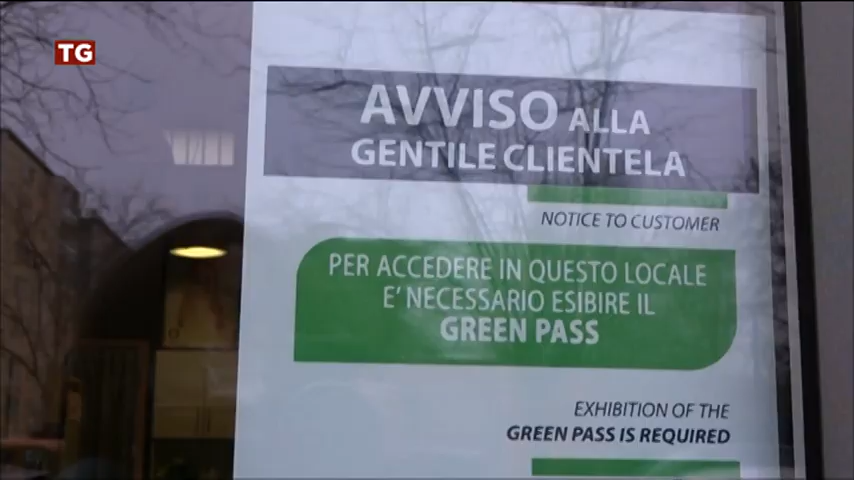 TG
AVVISO ALLA
GENTILE CLIENTELA
NOTICE TO CUSTOMER
PER ACCEDERE IN QUESTO LOCALE
E' NECESSARIO ESIBIRE IL
GREEN PASS
EXHIBITION OF THE
GREEN PASS IS REQUIRED